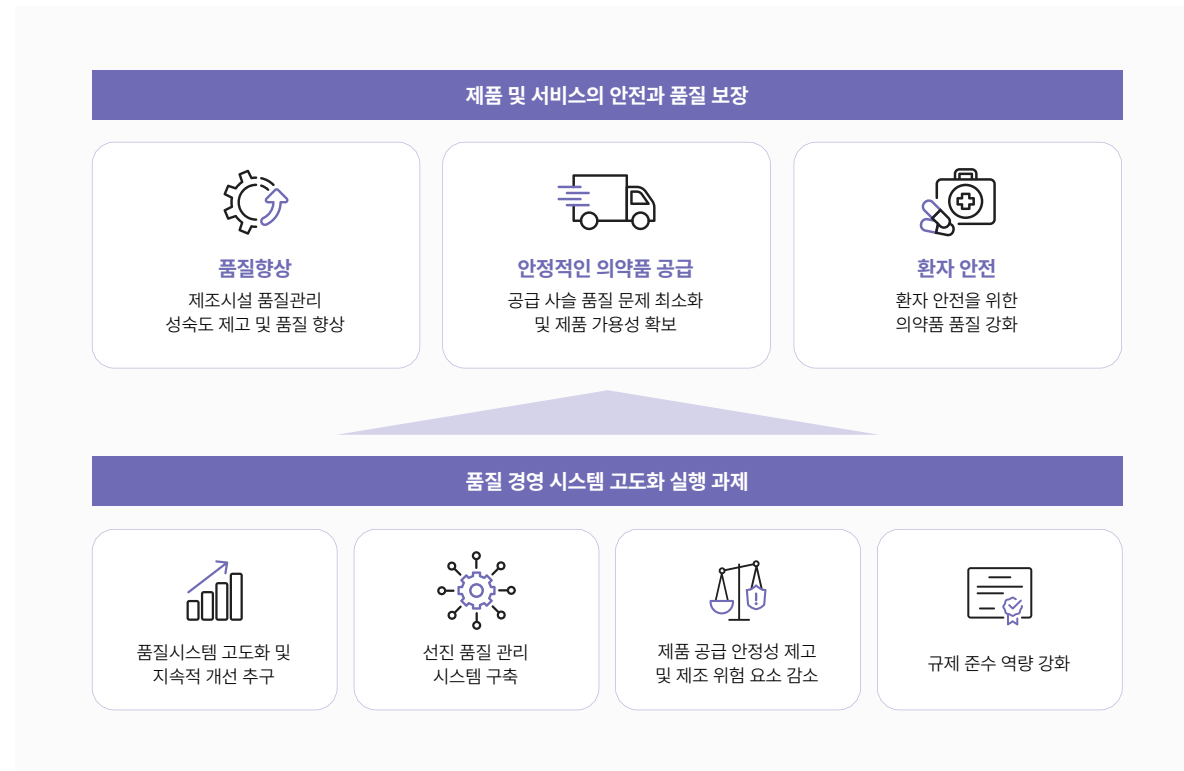 제품 및 서비스의 안전과 품질 보장
품질향상
제조시설 품질관리
성숙도 제고 및 품질 향상
안정적인 의약품 공급
공급 사슬 품질 문제 최소화
및 제품 가용성 확보
환자 안전
환자 안전을 위한
의약품 품질 강화
품질 경영 시스템 고도화 실행 과제
품질시스템 고도화 및
지속적 개선 추구
선진 품질 관리
시스템 구축
제품 공급 안정성 제고
및 제조 위험 요소 감소
규제 준수 역량 강화